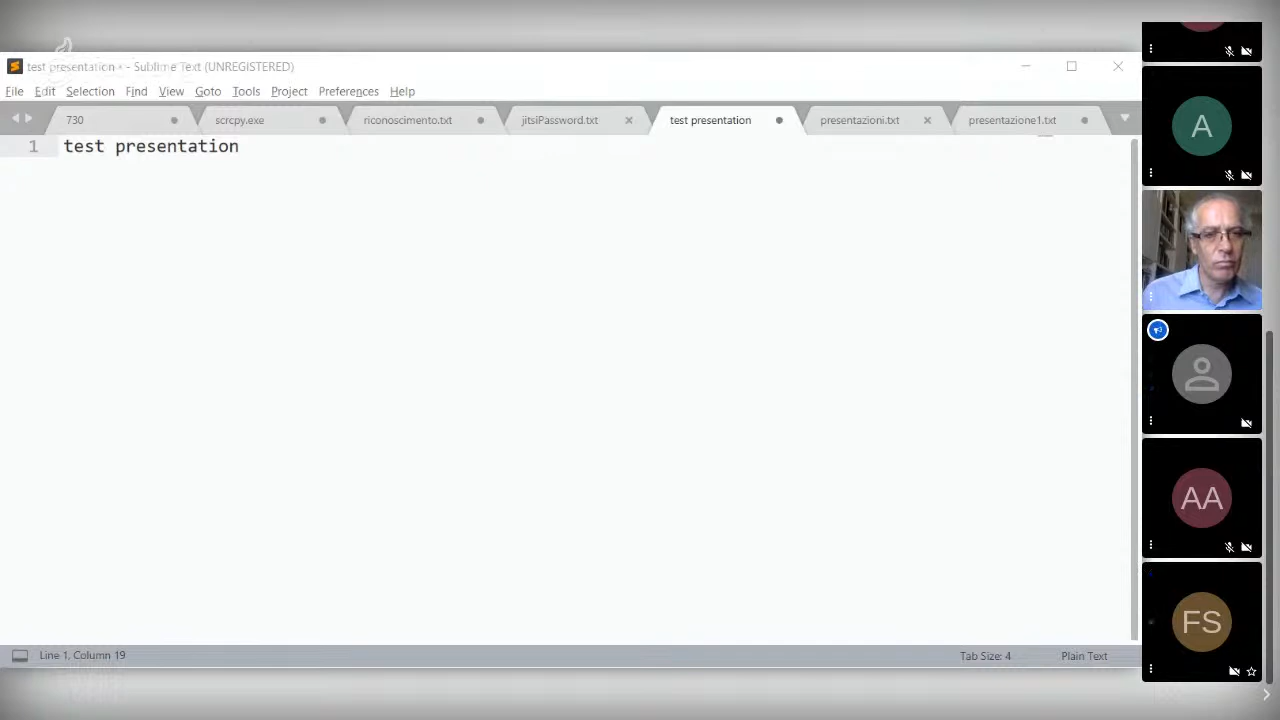 test presentation • - Sublime Text (UNREGISTERED)
File Edit Selection Find View Goto Tools Project Preferences Help
730 scrcpy.exe riconoscimento.txt jitsiPassword.txt test presentation presentazioni.txt presentazione1.txt
1 test presentation
A
AA
FS
Line 1, Column 19 Tab Size: 4 Plain Text